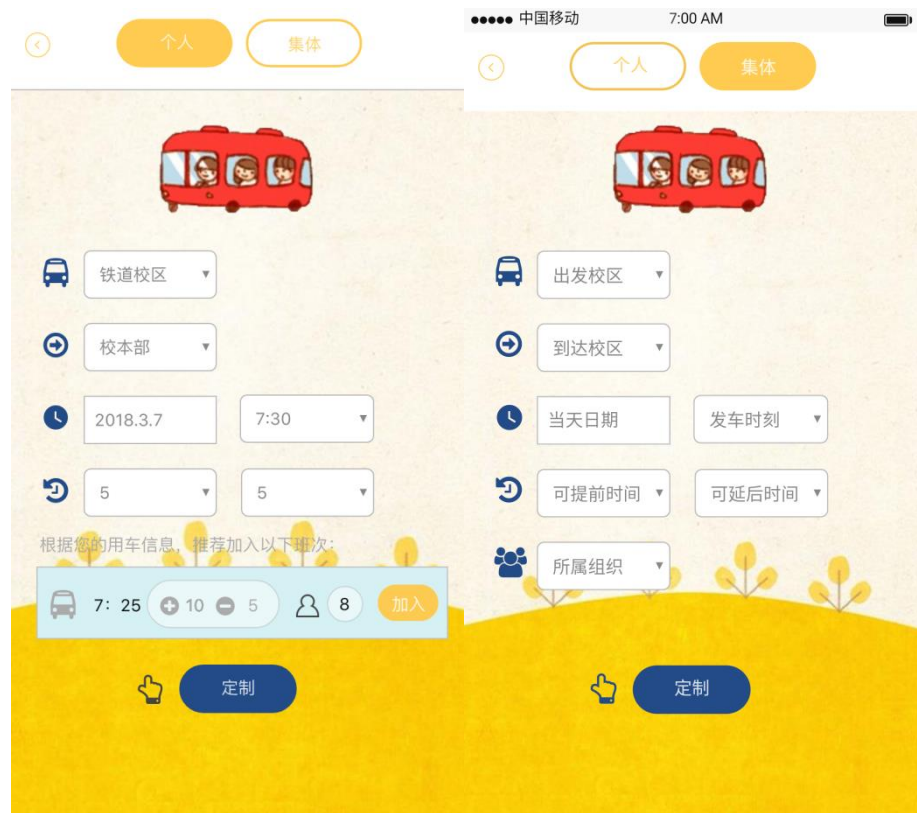 个人 集体
铁道校区 ▼
校本部 ▼
2018.3.7 7:30 ▼
5 ▼ 5 ▼
根据您的用车信息，推荐加入以下班次：
7: 25 10 5 8 加入
定制
中国移动 7:00 AM
个人 集体
出发校区 ▼
到达校区 ▼
当天日期 发车时刻 ▼
可提前时间 ▼ 可延后时间 ▼
所属组织 ▼
定制